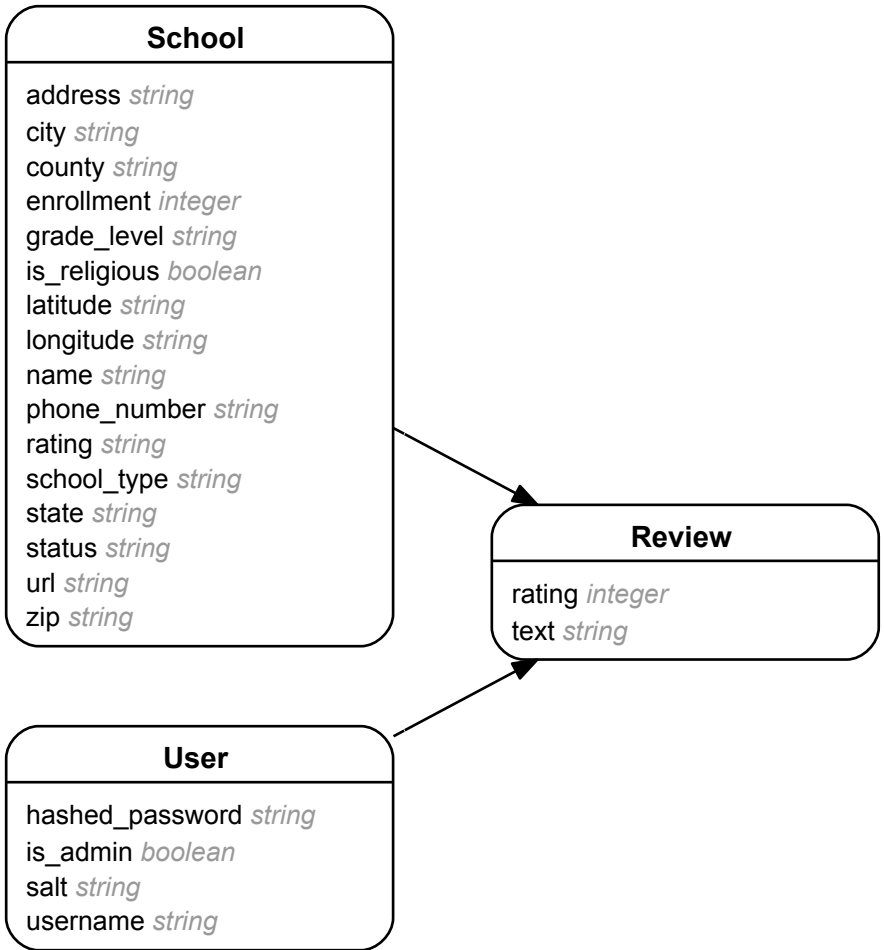 School
address string
city string
county string
enrollment integer
grade_level string
is_religious boolean
latitude string
longitude string
name string
phone_number string
rating string
school_type string
state string
status string
url string
zip string
Review
rating integer
text string
User
hashed_password string
is_admin boolean
salt string
username string